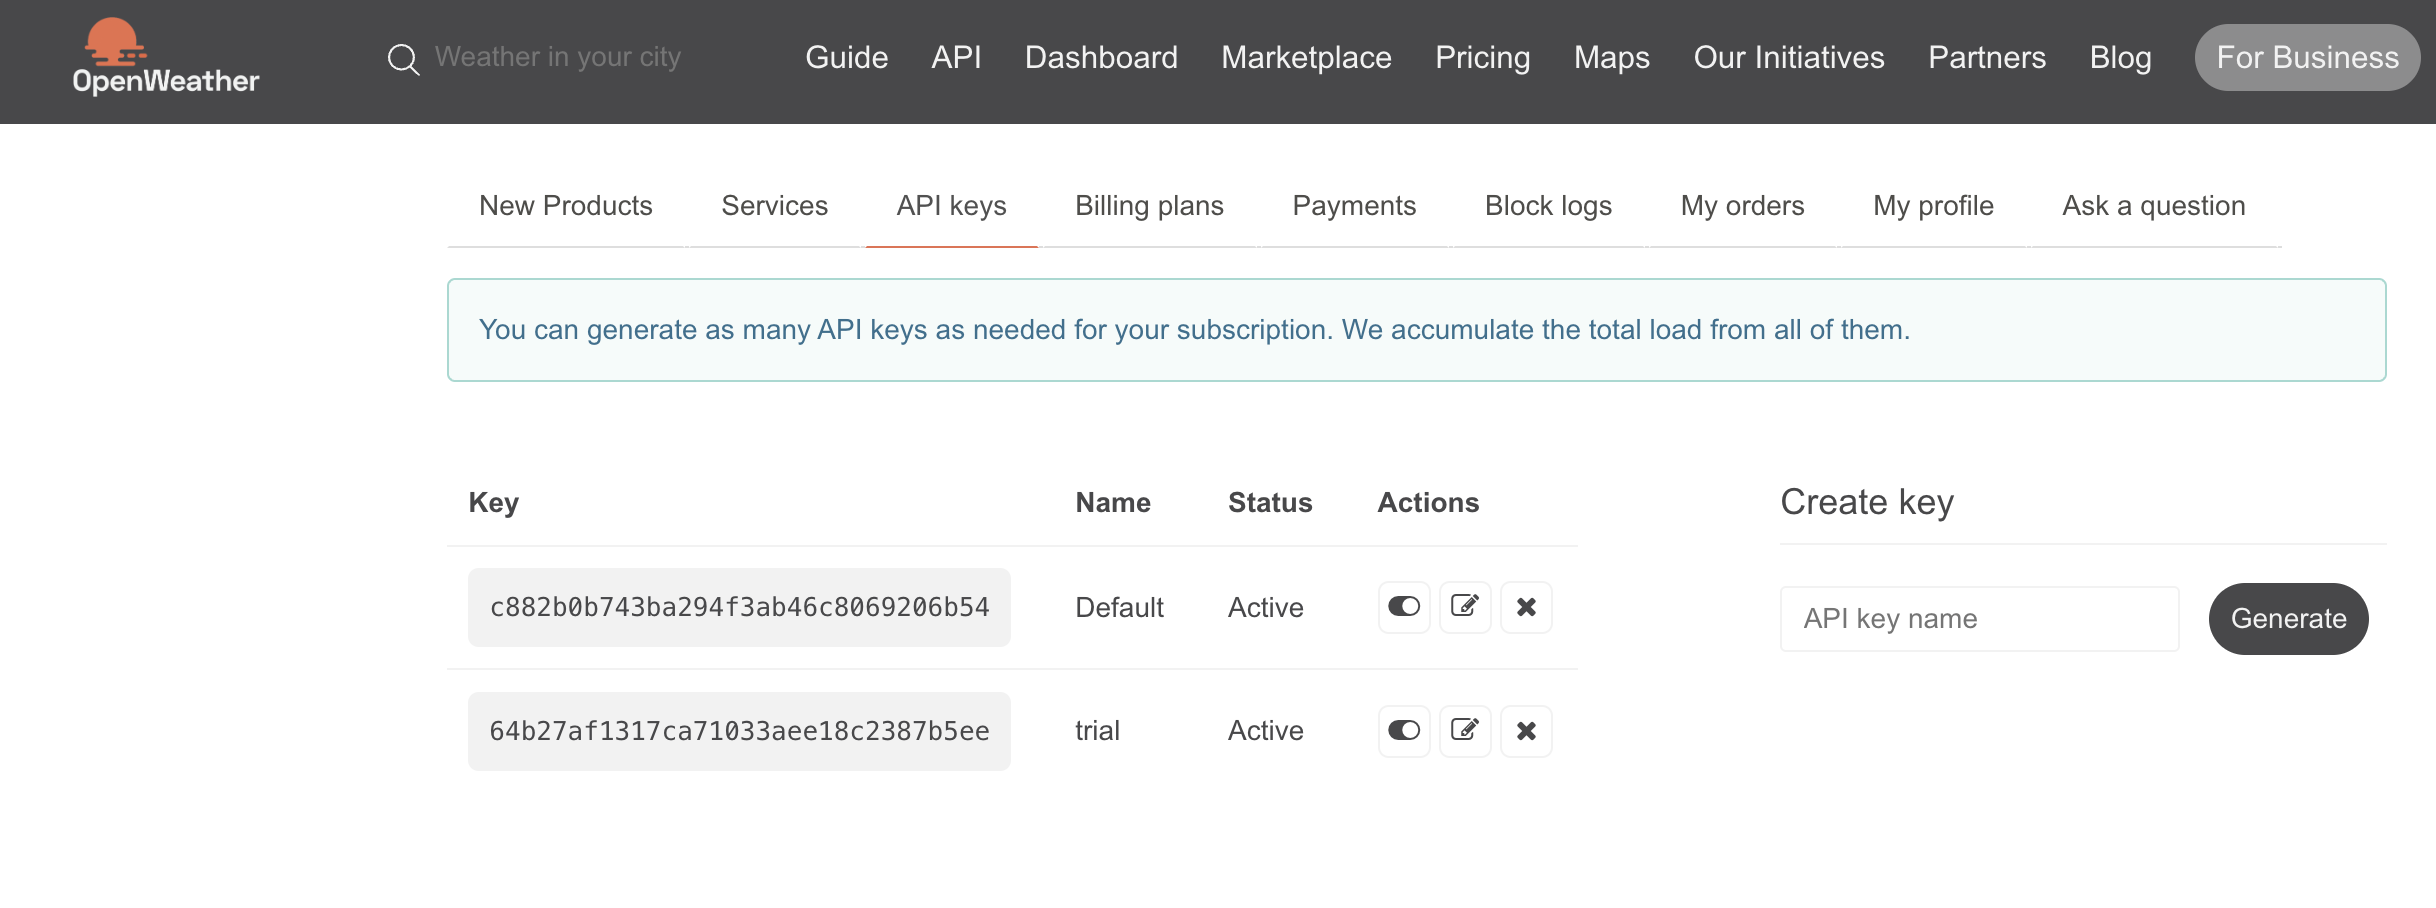 OpenWeather
Weather in your city
Guide API Dashboard Marketplace Pricing Maps Our Initiatives Partners Blog For Business
New Products Services API keys Billing plans Payments Block logs My orders My profile Ask a question
You can generate as many API keys as needed for your subscription. We accumulate the total load from all of them.
Key Name Status Actions
Create key
c882b0b743ba294f3ab46c8069206b54 Default Active
API key name Generate
64b27af1317ca71033aee18c2387b5ee trial Active